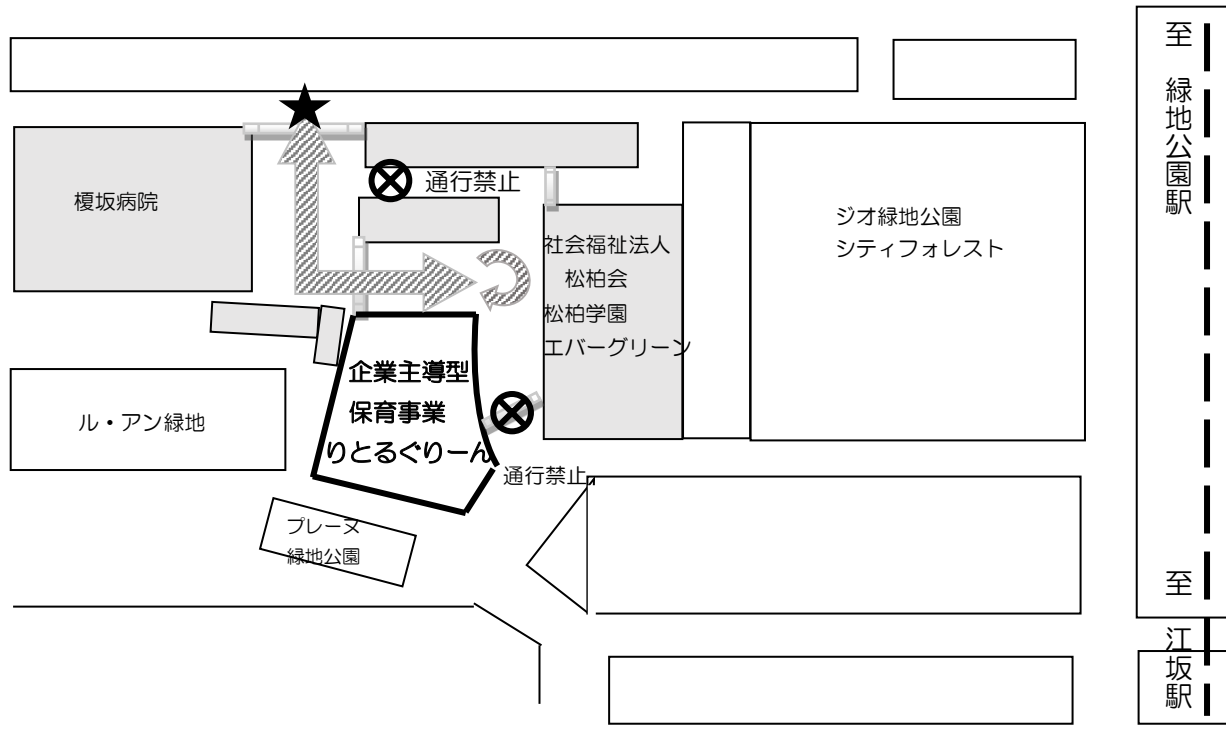 至 緑地公園駅
榎坂病院
通行禁止
ジオ緑地公園
シティフォレスト
社会福祉法人
松柏会
松柏学園
エバーグリーン
企業主導型
保育事業
りとるぐりーん
ル・アン緑地
通行禁止
プレーヌ
緑地公園
至 江坂駅